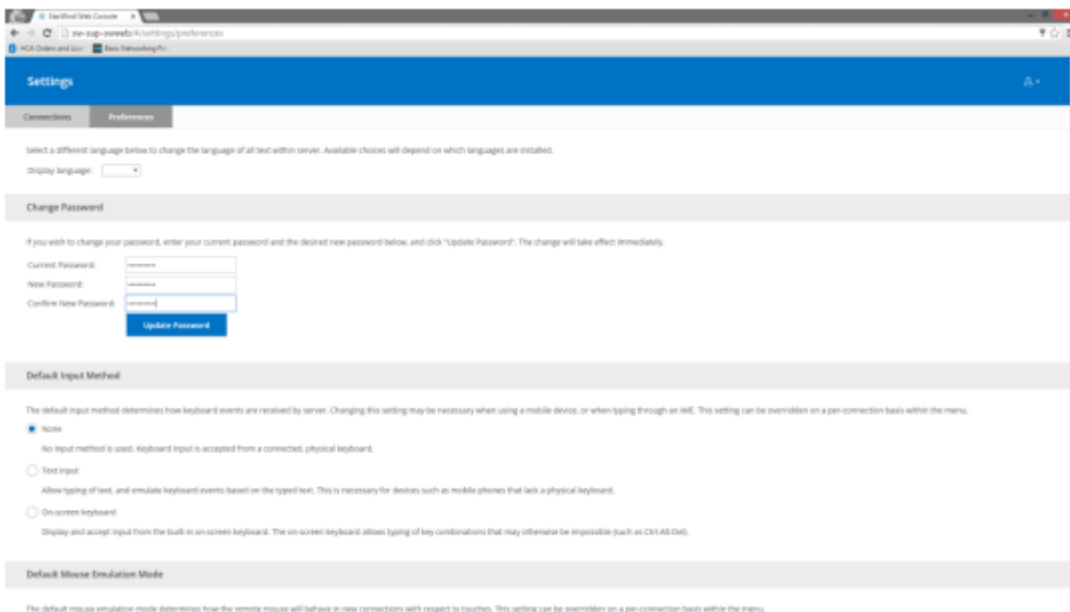 StarWind Web Console
sw-sup-swweb/#/settings/preferences
Basic Networking
Settings
Connections Preferences
Select a different language below to change the language of all text within server. Available choices will depend on which languages are installed.
Display language:
Change Password
If you wish to change your password, enter your current password and the desired new password below, and click "Update Password". The change will take effect immediately.
Current Password:
New Password:
Confirm New Password:
Update Password
Default Input Method
The default input method determines how keyboard events are received by server. Changing this setting may be necessary when using a mobile device, or when typing through an IME. This setting can be overridden on a per-connection basis within the menu.
None
No input method is used. Keyboard input is accepted from a connected, physical keyboard.
Text input
Allow typing of text, and emulate keyboard events based on the typed text. This is necessary for devices such as mobile phones that lack a physical keyboard.
On-screen keyboard
Display and accept input from the built-in on-screen keyboard. The on-screen keyboard allows typing of key combinations that may otherwise be impossible (such as Ctrl-Alt-Del).
Default Mouse Emulation Mode
The default mouse emulation mode determines how the remote mouse will behave in new connections with respect to touches. This setting can be overridden on a per-connection basis within the menu.